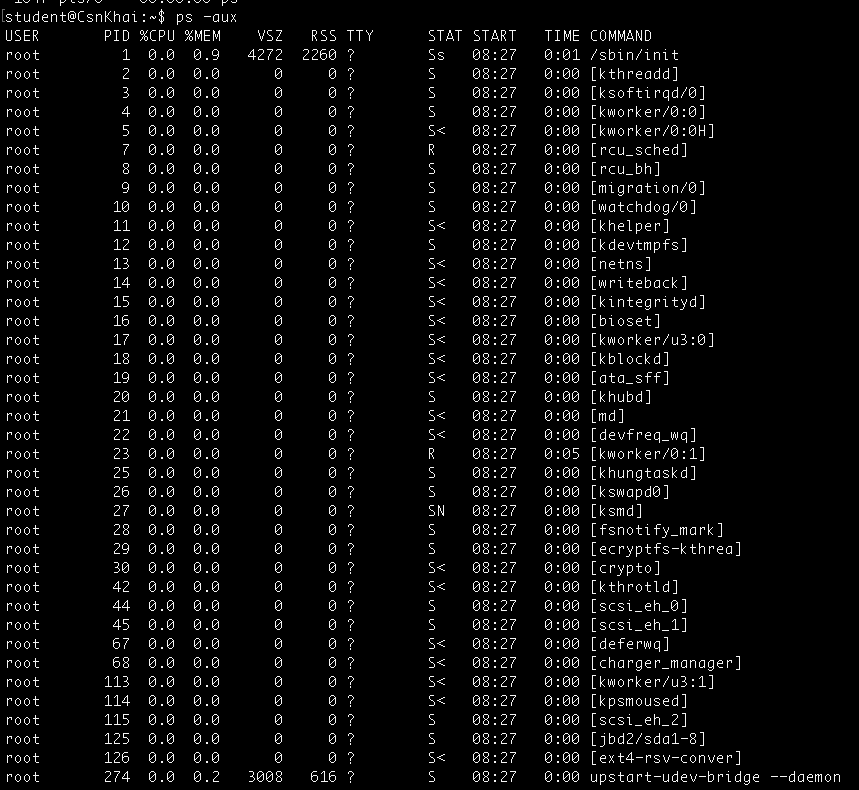 student@CsnKhai:~$ ps -aux
USER PID %CPU %MEM VSZ RSS TTY STAT START TIME COMMAND
root 1 0.0 0.9 4272 2260 ? Ss 08:27 0:01 /sbin/init
root 2 0.0 0.0 0 0 ? S 08:27 0:00 [kthreadd]
root 3 0.0 0.0 0 0 ? S 08:27 0:00 [ksoftirqd/0]
root 4 0.0 0.0 0 0 ? S 08:27 0:00 [kworker/0:0]
root 5 0.0 0.0 0 0 ? S< 08:27 0:00 [kworker/0:0H]
root 7 0.0 0.0 0 0 ? R 08:27 0:00 [rcu_sched]
root 8 0.0 0.0 0 0 ? S 08:27 0:00 [rcu_bh]
root 9 0.0 0.0 0 0 ? S 08:27 0:00 [migration/0]
root 10 0.0 0.0 0 0 ? S 08:27 0:00 [watchdog/0]
root 11 0.0 0.0 0 0 ? S< 08:27 0:00 [khelper]
root 12 0.0 0.0 0 0 ? S 08:27 0:00 [kdevtmpfs]
root 13 0.0 0.0 0 0 ? S< 08:27 0:00 [netns]
root 14 0.0 0.0 0 0 ? S< 08:27 0:00 [writeback]
root 15 0.0 0.0 0 0 ? S< 08:27 0:00 [kintegrityd]
root 16 0.0 0.0 0 0 ? S< 08:27 0:00 [bioset]
root 17 0.0 0.0 0 0 ? S< 08:27 0:00 [kworker/u3:0]
root 18 0.0 0.0 0 0 ? S< 08:27 0:00 [kblockd]
root 19 0.0 0.0 0 0 ? S< 08:27 0:00 [ata_sff]
root 20 0.0 0.0 0 0 ? S 08:27 0:00 [khubd]
root 21 0.0 0.0 0 0 ? S< 08:27 0:00 [md]
root 22 0.0 0.0 0 0 ? S< 08:27 0:00 [devfreq_wq]
root 23 0.0 0.0 0 0 ? R 08:27 0:05 [kworker/0:1]
root 25 0.0 0.0 0 0 ? S 08:27 0:00 [khungtaskd]
root 26 0.0 0.0 0 0 ? S 08:27 0:00 [kswapd0]
root 27 0.0 0.0 0 0 ? SN 08:27 0:00 [ksmd]
root 28 0.0 0.0 0 0 ? S 08:27 0:00 [fsnotify_mark]
root 29 0.0 0.0 0 0 ? S 08:27 0:00 [ecryptfs-kthrea]
root 30 0.0 0.0 0 0 ? S< 08:27 0:00 [crypto]
root 42 0.0 0.0 0 0 ? S< 08:27 0:00 [kthrotld]
root 44 0.0 0.0 0 0 ? S 08:27 0:00 [scsi_eh_0]
root 45 0.0 0.0 0 0 ? S 08:27 0:00 [scsi_eh_1]
root 67 0.0 0.0 0 0 ? S< 08:27 0:00 [deferwq]
root 68 0.0 0.0 0 0 ? S< 08:27 0:00 [charger_manager]
root 113 0.0 0.0 0 0 ? S< 08:27 0:00 [kworker/u3:1]
root 114 0.0 0.0 0 0 ? S< 08:27 0:00 [kpsmoused]
root 115 0.0 0.0 0 0 ? S 08:27 0:00 [scsi_eh_2]
root 125 0.0 0.0 0 0 ? S 08:27 0:00 [jbd2/sda1-8]
root 126 0.0 0.0 0 0 ? S< 08:27 0:00 [ext4-rsv-conver]
root 274 0.0 0.2 3008 616 ? S 08:27 0:00 upstart-udev-bridge --daemon